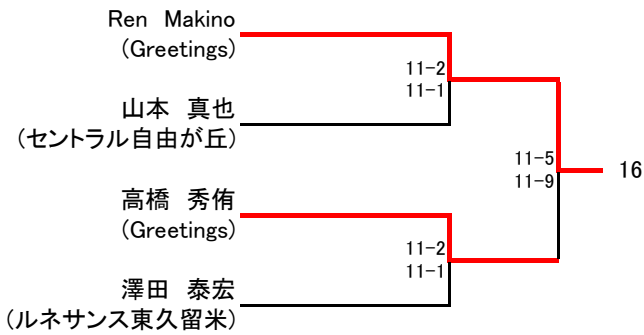 Ren Makino
(Greetings)
11-2
11-1
山本 真也
(セントラル自由が丘)
11-5
11-9
16
高橋 秀侑
(Greetings)
11-2
11-1
澤田 泰宏
(ルネサンス東久留米)